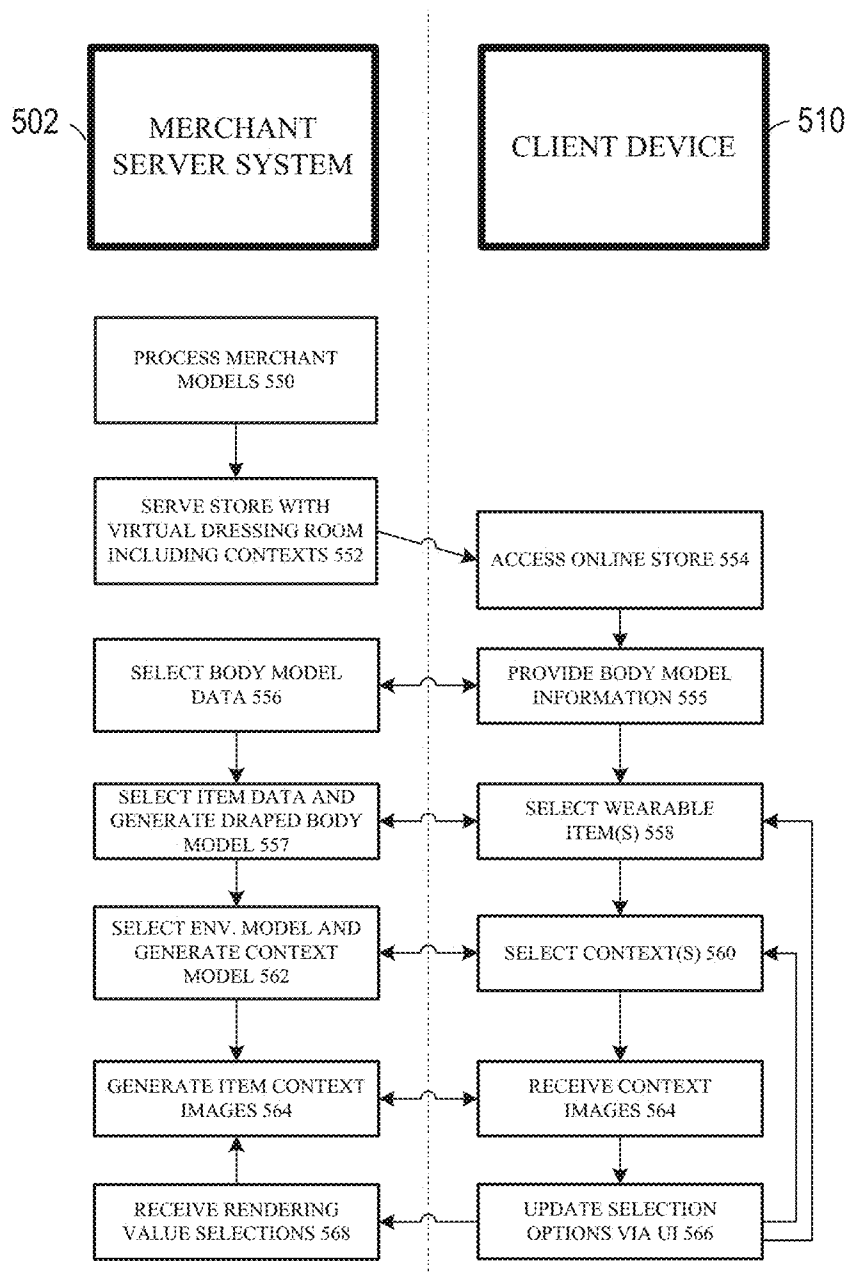 502
MERCHANT
SERVER SYSTEM
CLIENT DEVICE
510
PROCESS MERCHANT
MODELS 550
SERVE STORE WITH
VIRTUAL DRESSING ROOM
INCLUDING CONTEXTS 552
ACCESS ONLINE STORE 554
SELECT BODY MODEL
DATA 556
PROVIDE BODY MODEL
INFORMATION 555
SELECT ITEM DATA AND
GENERATE DRAPED BODY
MODEL 557
SELECT WEARABLE
ITEM(S) 558
SELECT ENV. MODEL AND
GENERATE CONTEXT
MODEL 562
SELECT CONTEXT(S) 560
GENERATE ITEM CONTEXT
IMAGES 564
RECEIVE CONTEXT
IMAGES 564
RECEIVE RENDERING
VALUE SELECTIONS 568
UPDATE SELECTION
OPTIONS VIA UI 566